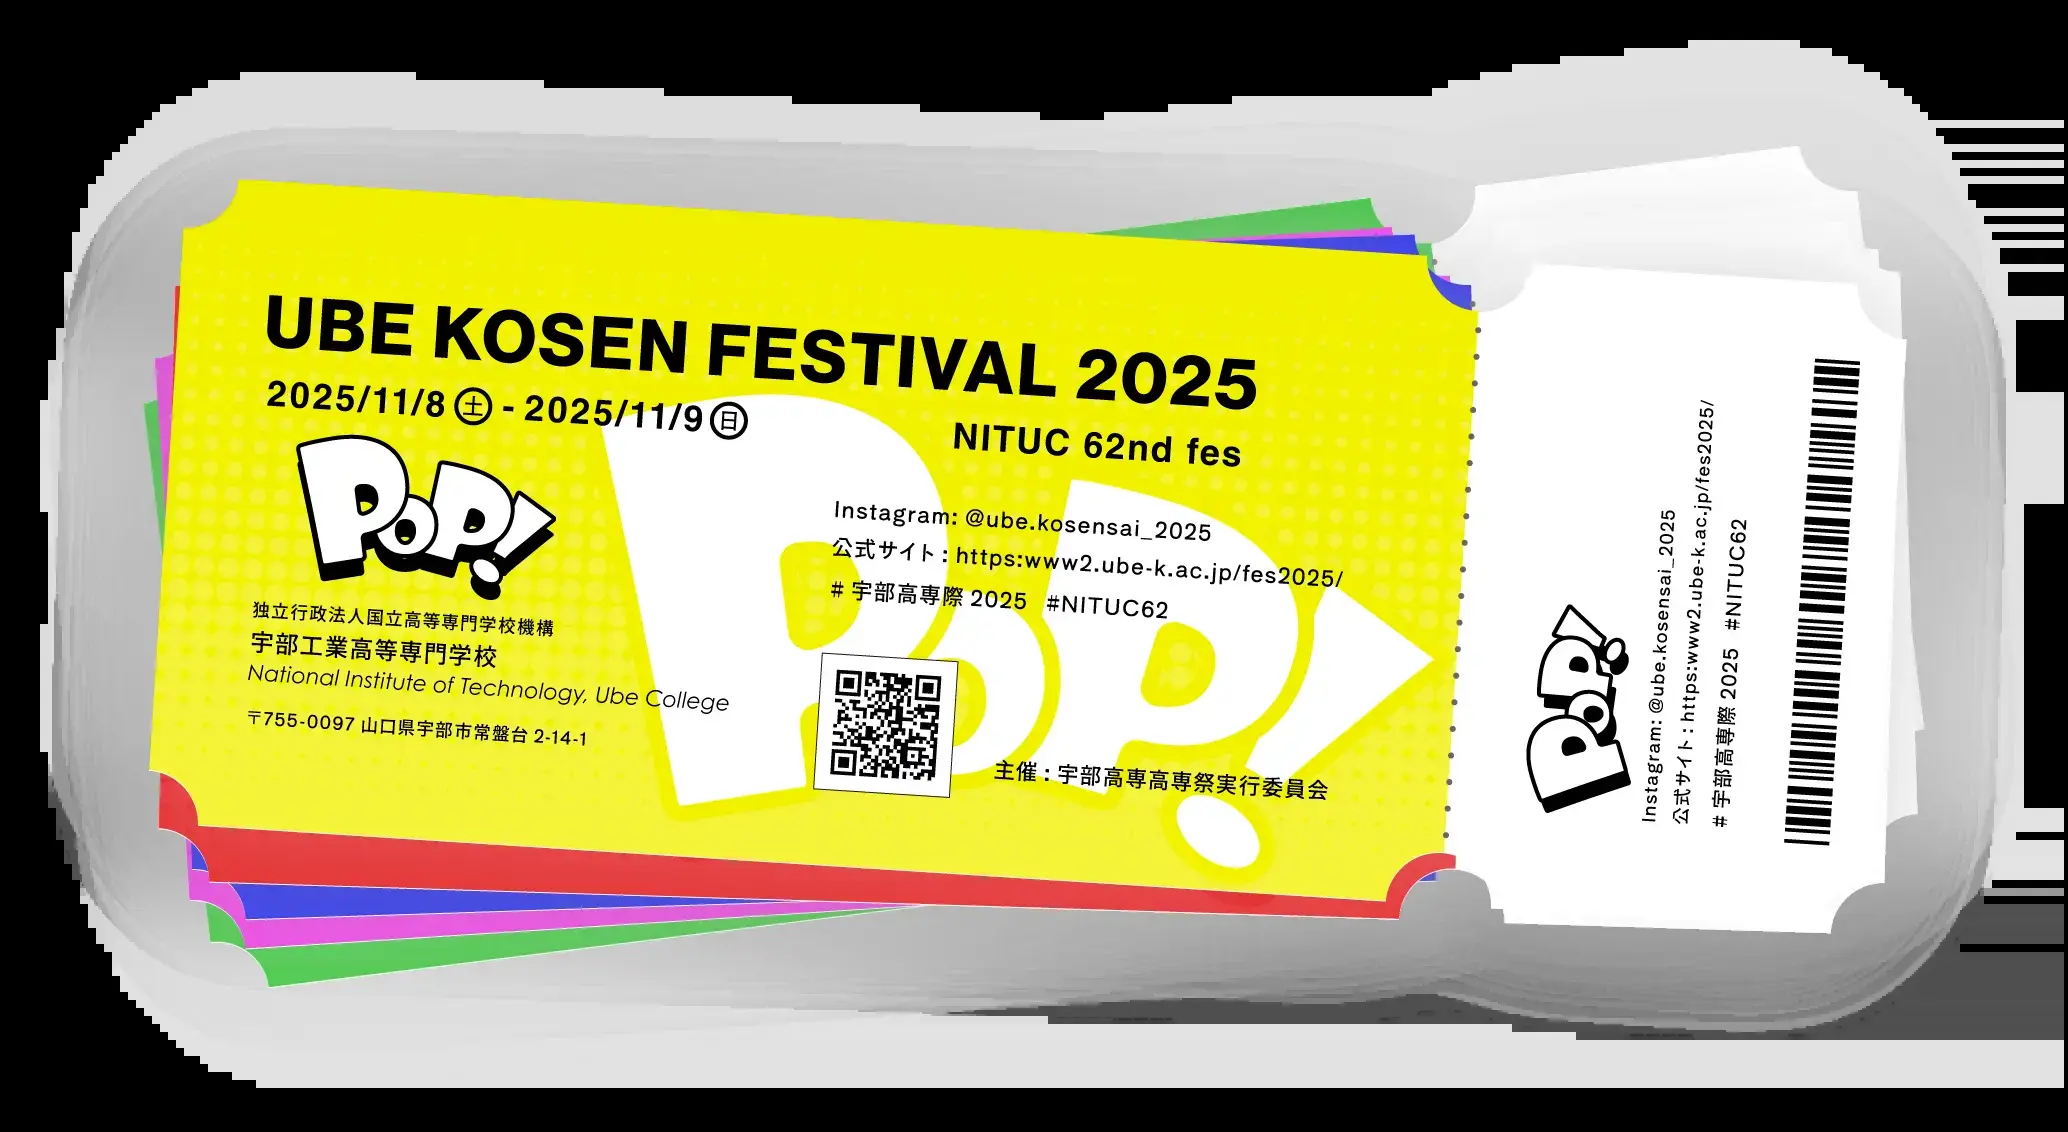 UBE KOSEN FESTIVAL 2025
2025/11/8 土 - 2025/11/9 日
NITUC 62nd fes
POP!
POP!
Instagram: @ube.kosensai_2025
公式サイト : https:www2.ube-k.ac.jp/fes2025/
# 宇部高専際 2025 #NITUC62
独立行政法人国立高等専門学校機構
宇部工業高等専門学校
National Institute of Technology, Ube College
〒755-0097 山口県宇部市常盤台 2-14-1
主催 : 宇部高専高専祭実行委員会
POP!
Instagram: @ube.kosensai_2025
公式サイト : https:www2.ube-k.ac.jp/fes2025/
# 宇部高専際 2025 #NITUC62